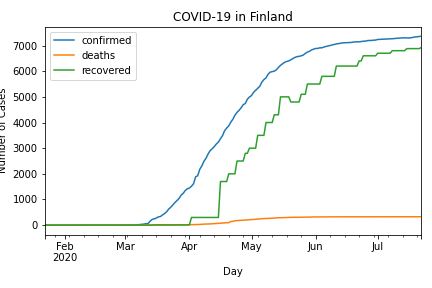 COVID-19 in Finland
confirmed
deaths
recovered
7000
6000
5000
4000
3000
2000
1000
0
Number of Cases
Feb
2020
Mar
Apr
May
Jun
Jul
Day